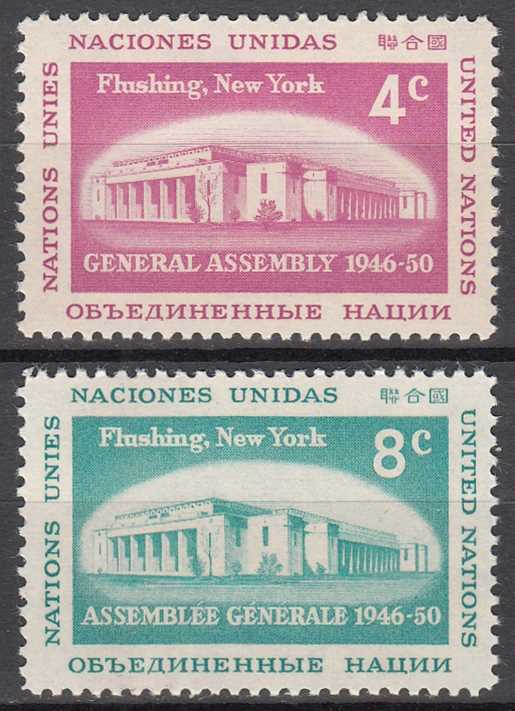 NACIONES UNIDAS 聯合國
NATIONS UNIES
Flushing, New York
4c
UNITED NATIONS
GENERAL ASSEMBLY 1946-50
ОБЪЕДИНЕННЫЕ НАЦИИ
NACIONES UNIDAS 聯合國
NATIONS UNIES
Flushing, New York
8c
UNITED NATIONS
ASSEMBLÉE GÉNÉRALE 1946-50
ОБЪЕДИНЕННЫЕ НАЦИИ